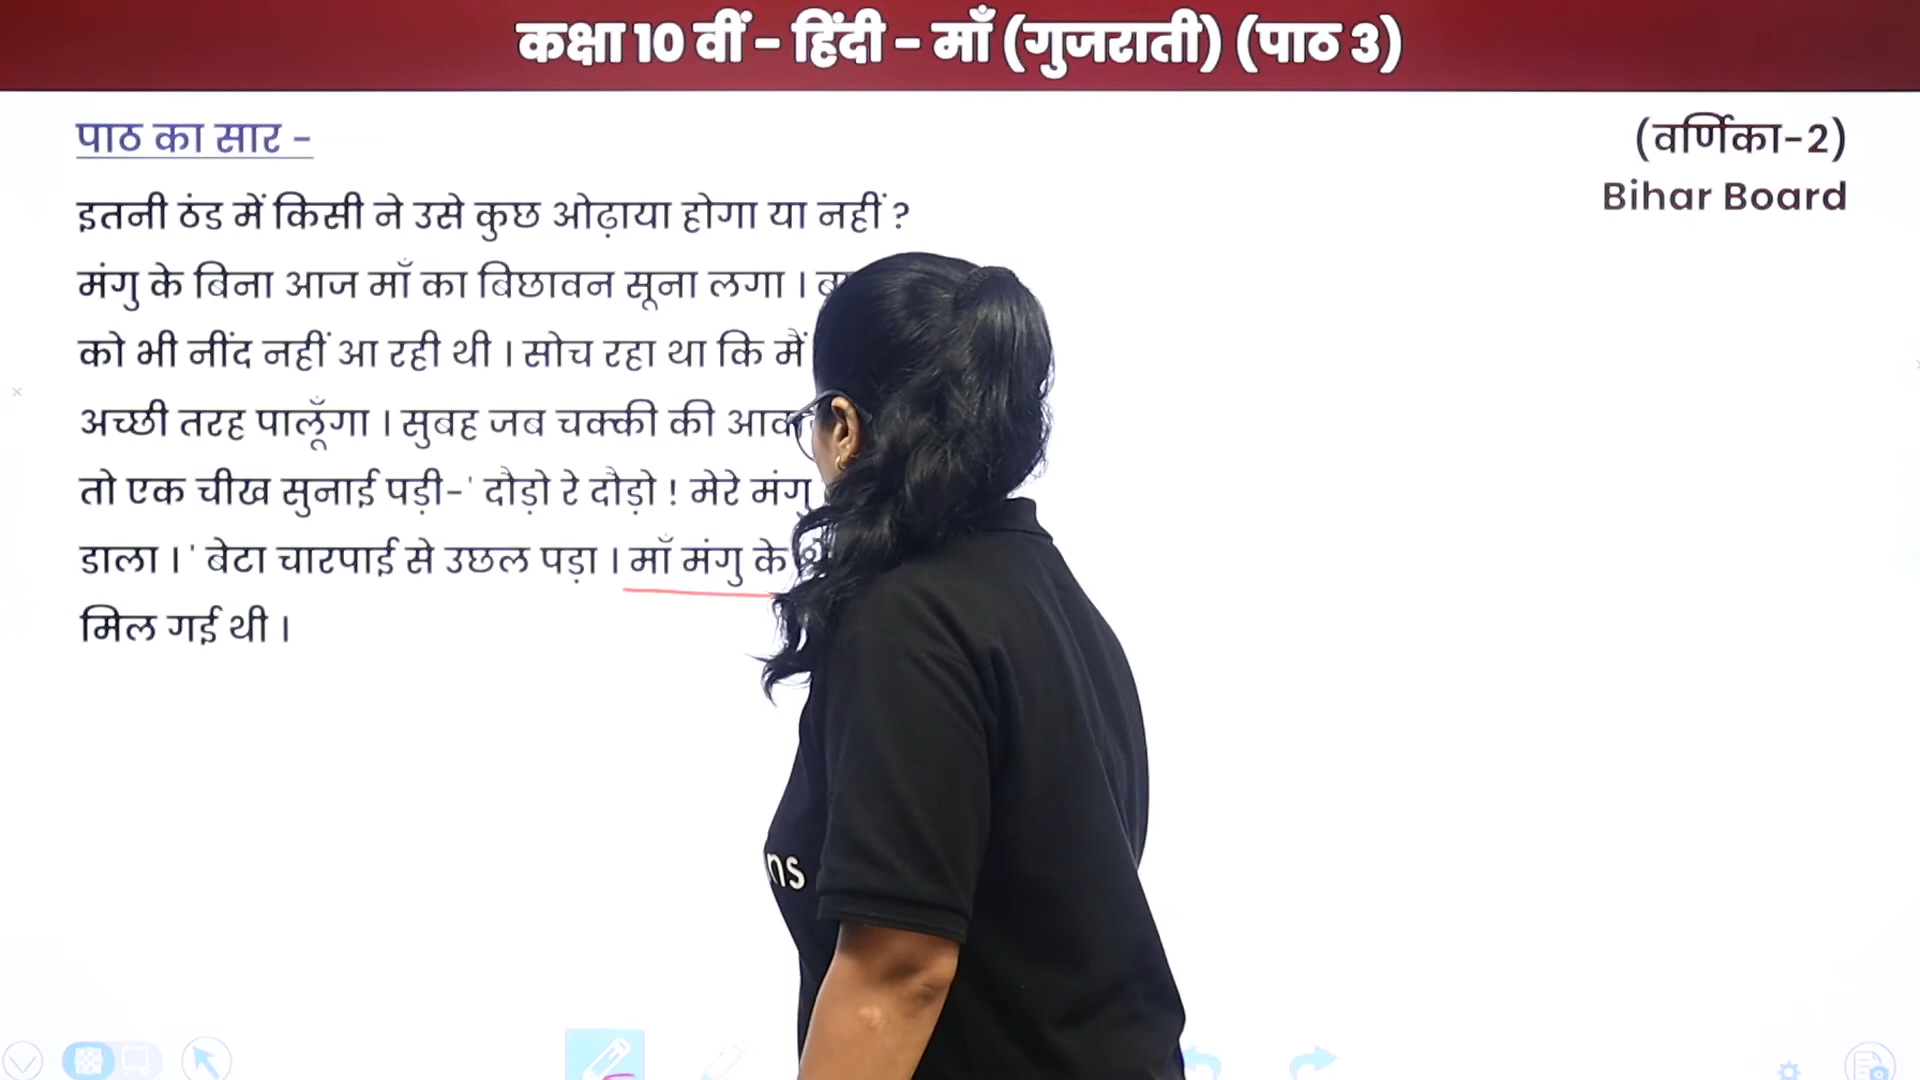 कक्षा 10 वीं - हिंदी - माँ (गुजराती) (पाठ 3)
पाठ का सार -
(वर्णिका-2)
Bihar Board
इतनी ठंड में किसी ने उसे कुछ ओढ़ाया होगा या नहीं ?
मंगु के बिना आज माँ का बिछावन सूना लगा ।
को भी नींद नहीं आ रही थी । सोच रहा था कि मैं
अच्छी तरह पालूँगा । सुबह जब चक्की की
तो एक चीख सुनाई पड़ी-' दौड़ो रे दौड़ो ! मेरे मंगु
डाला । ' बेटा चारपाई से उछल पड़ा । माँ मंगु के
मिल गई थी ।